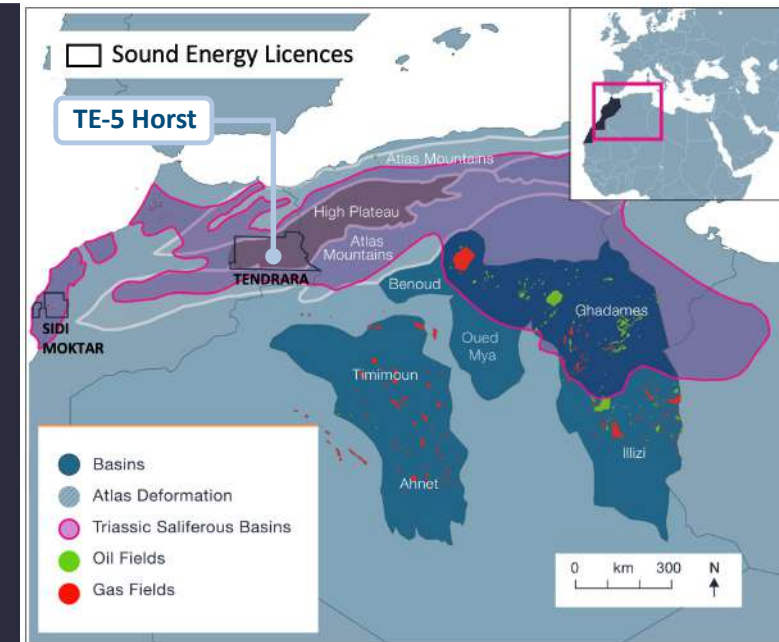 Sound Energy Licences
TE-5 Horst
Atlas Mountains
High Plateau
Atlas
Mountains
TENDRARA
Benoud
SIDI
MOKTAR
Ghadames
Oued
Mya
Timimoun
Illizi
Ahnet
Basins
Atlas Deformation
Triassic Saliferous Basins
Oil Fields
Gas Fields
0 km 300 N